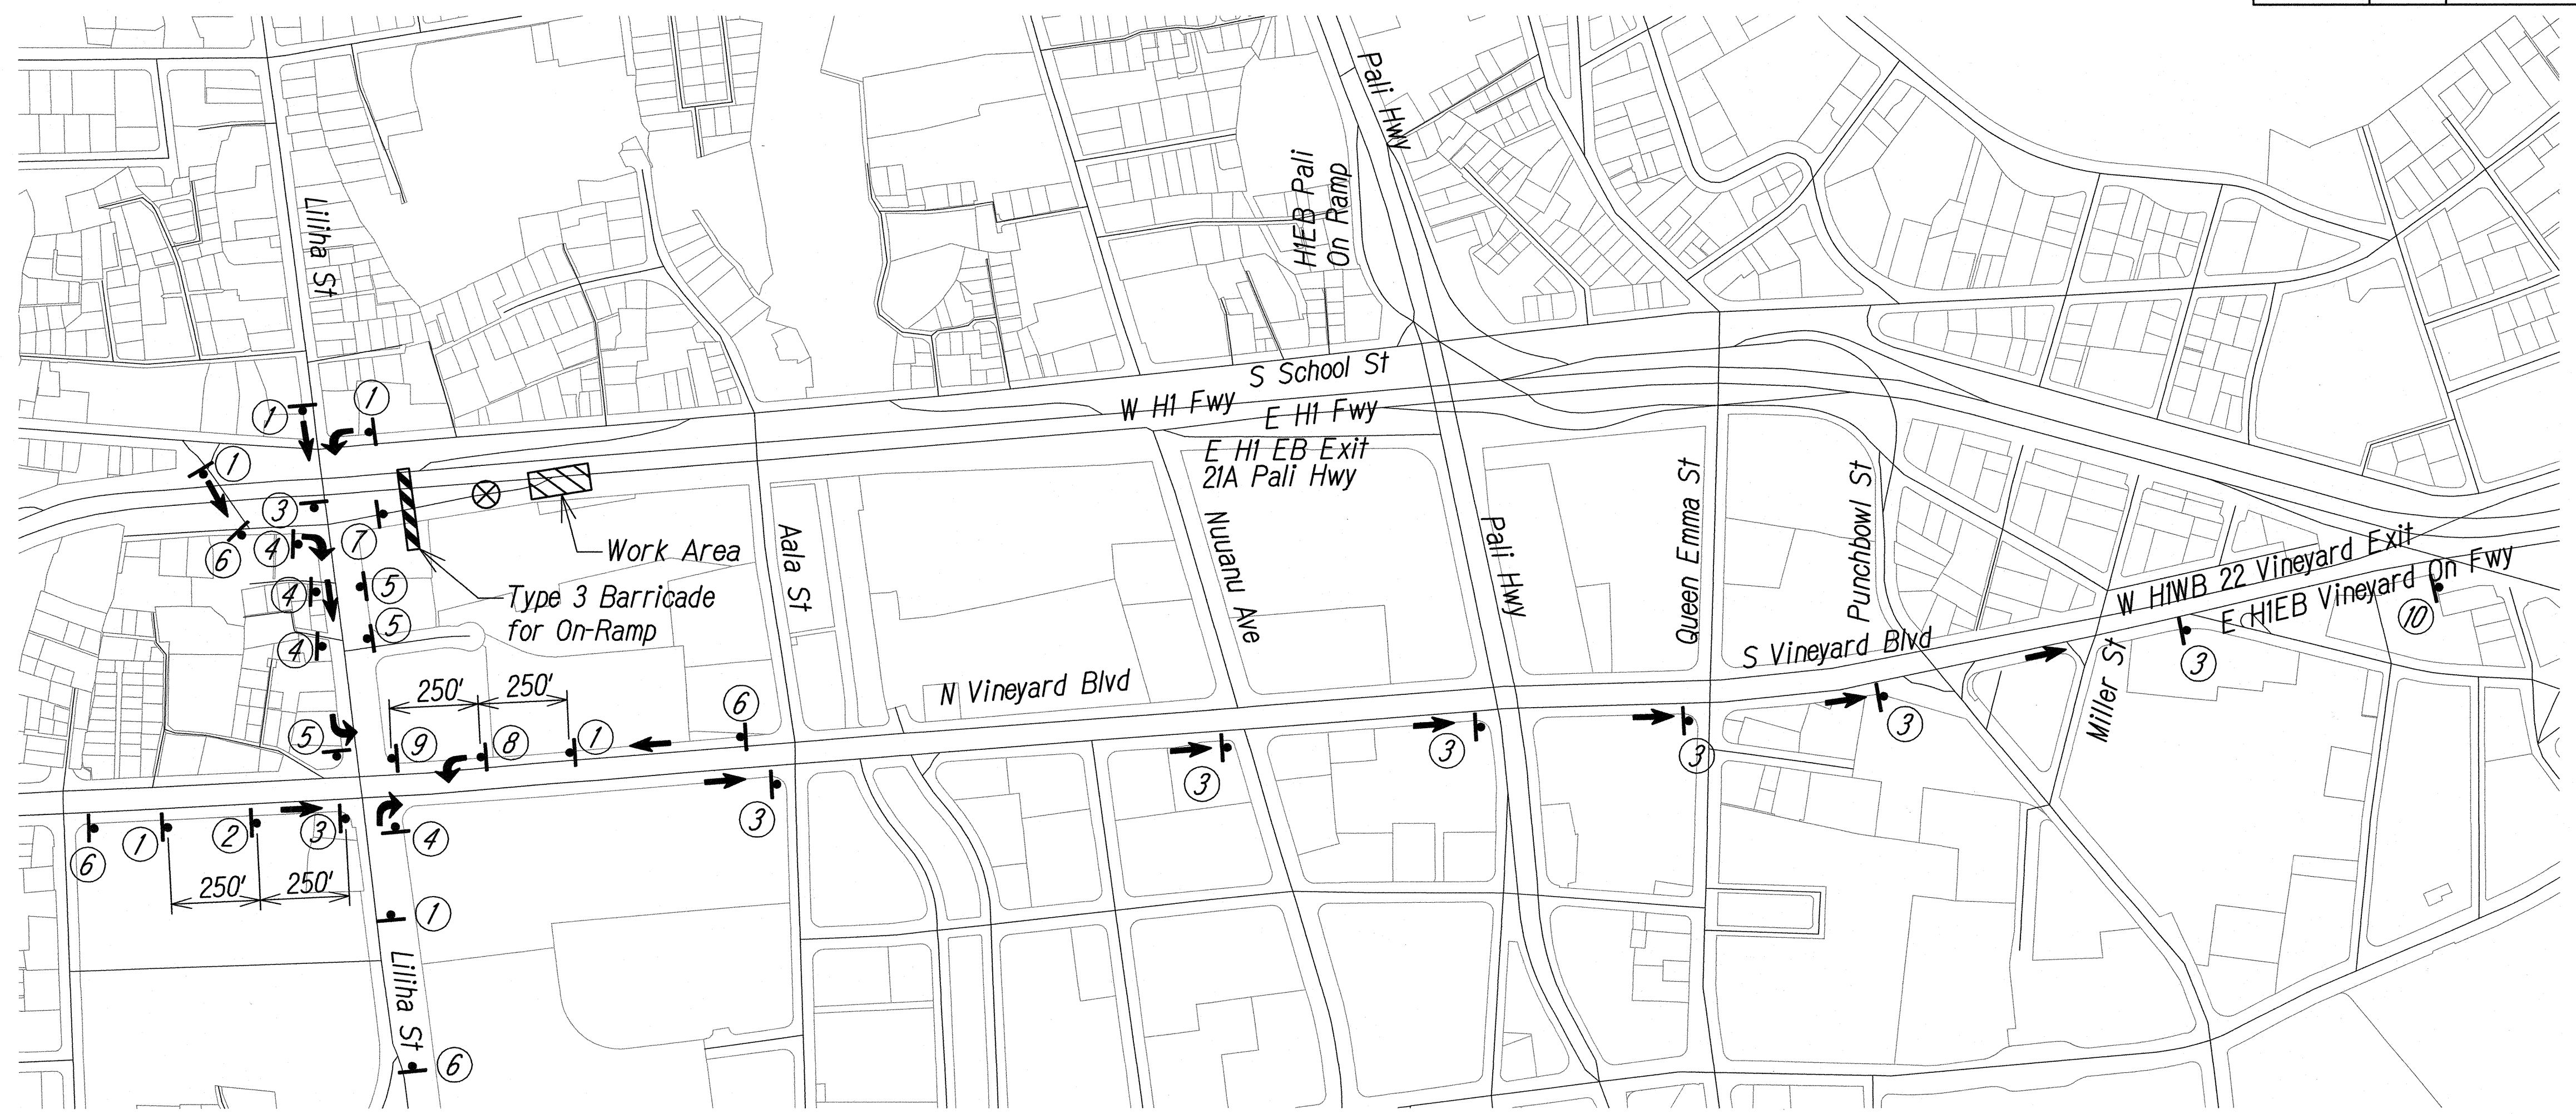 Pali Hwy
H1EB Pali
On Ramp
Liliha St
S School St
W H1 Fwy
E H1 Fwy
E H1 EB Exit
21A Pali Hwy
1
1
1
3
6
4
7
4
5
5
4
Work Area
Type 3 Barricade
for On-Ramp
Aala St
Nuuanu Ave
Pali Hwy
Queen Emma St
Punchbowl St
W H1WB 22 Vineyard Exit
E H1EB Vineyard On Fwy
10
3
Miller St
S Vineyard Blvd
N Vineyard Blvd
250'
250'
6
5
9
8
1
3
3
3
3
3
6
1
2
3
4
250'
250'
1
Liliha St
6